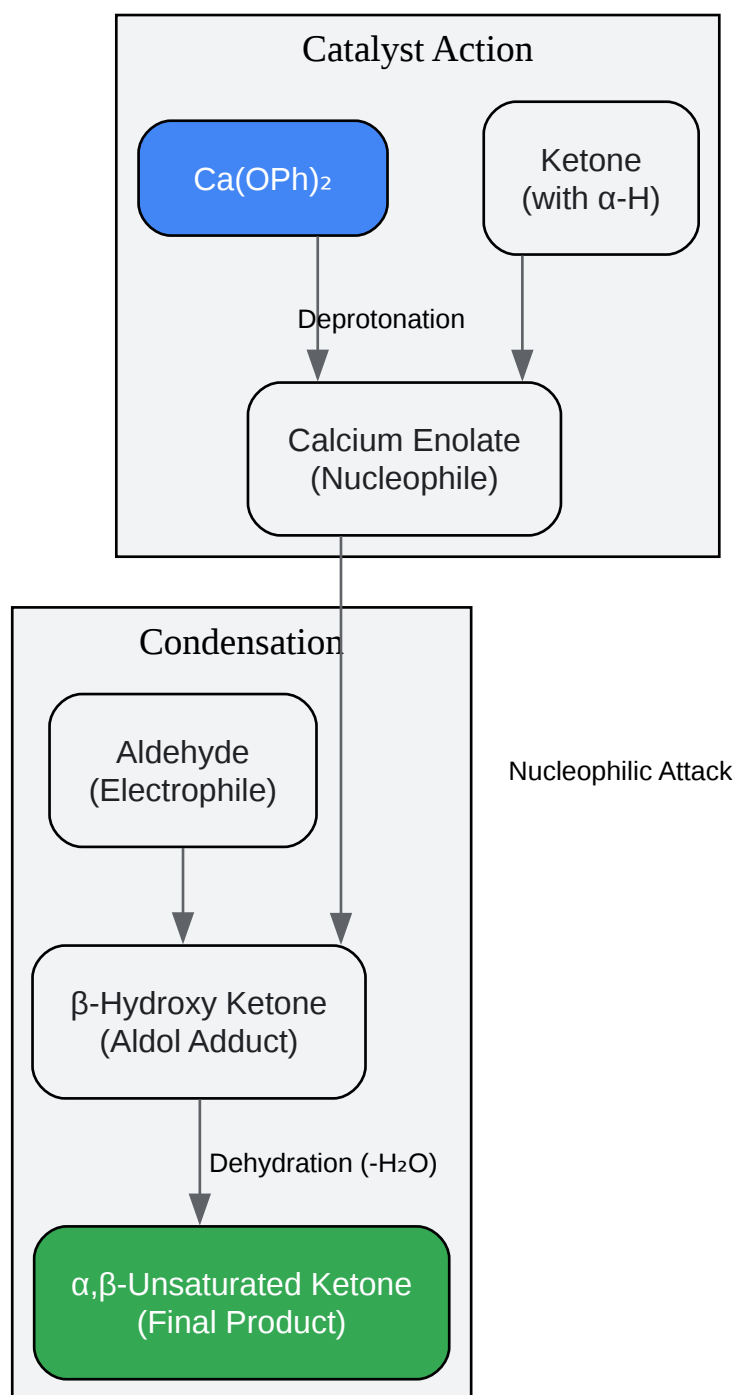 Catalyst Action
Ca(OPh)₂
Ketone
(with α-H)
Deprotonation
Calcium Enolate
(Nucleophile)
Condensation
Aldehyde
(Electrophile)
Nucleophilic Attack
β-Hydroxy Ketone
(Aldol Adduct)
Dehydration (-H₂O)
α,β-Unsaturated Ketone
(Final Product)